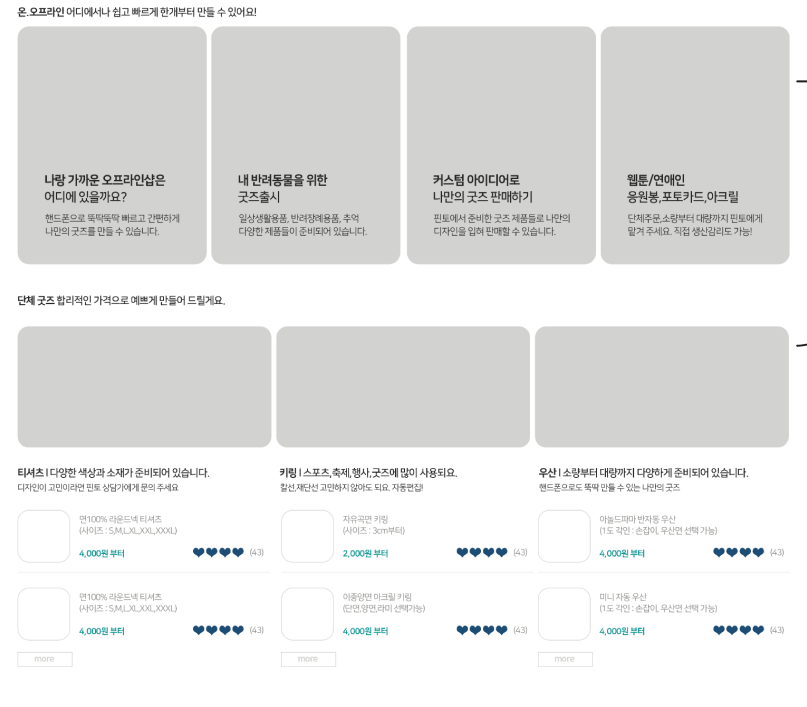 온.오프라인 어디에서나 쉽고 빠르게 한개부터 만들 수 있어요!
나랑 가까운 오프라인샵은
어디에 있을까요?
핸드폰으로 뚝딱뚝딱 빠르고 간편하게
나만의 굿즈를 만들 수 있습니다.
내 반려동물을 위한
굿즈출시
일상생활용품, 반려장례용품, 추억
다양한 제품들이 준비되어 있습니다.
커스텀 아이디어로
나만의 굿즈 판매하기
핀토에서 준비한 굿즈 제품들로 나만의
디자인을 입혀 판매할 수 있습니다.
웹툰/연예인
응원봉,포토카드,아크릴
단체주문,소량부터 대량까지 핀토에게
맡겨 주세요. 직접 생산감리도 가능!
단체 굿즈 합리적인 가격으로 예쁘게 만들어 드릴게요.
티셔츠 I 다양한 색상과 소재가 준비되어 있습니다.
디자인이 고민이라면 핀토 상담가에게 문의 주세요
면100% 라운드넥 티셔츠
(사이즈 : S,M,L,XL,XXL,XXXL)
4,000원 부터
(43)
면100% 라운드넥 티셔츠
(사이즈 : S,M,L,XL,XXL,XXXL)
4,000원 부터
(43)
more
키링 I 스포츠,축제,행사,굿즈에 많이 사용되요.
칼선,재단선 고민하지 않아도 되요. 자동편집!
자유곡면 키링
(사이즈 : 3cm부터)
2,000원 부터
(43)
이중양면 아크릴 키링
(단면,양면,라미 선택가능)
4,000원 부터
(43)
more
우산 I 소량부터 대량까지 다양하게 준비되어 있습니다.
핸드폰으로도 뚝딱 만들 수 있는 나만의 굿즈
아놀드파마 반자동 우산
(1도 각인 : 손잡이, 우산면 선택 가능)
4,000원 부터
(43)
미니 자동 우산
(1도 각인 : 손잡이, 우산면 선택 가능)
4,000원 부터
(43)
more